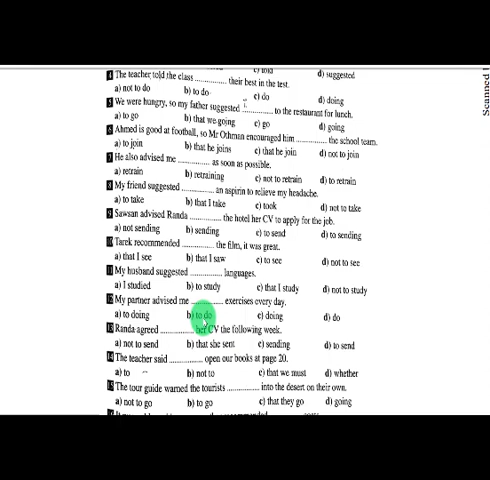 c) told d) suggested
4 The teacher told the class .............. their best in the test.
a) not to do b) to do c) do d) doing
5 We were hungry, so my father suggested .............. to the restaurant for lunch.
a) to go b) that we going c) go d) going
6 Ahmed is good at football, so Mr Othman encouraged him .............. the school team.
a) to join b) that he joins c) that he join d) not to join
7 He also advised me .............. as soon as possible.
a) retrain b) retraining c) not to retrain d) to retrain
8 My friend suggested .............. an aspirin to relieve my headache.
a) to take b) that I take c) took d) not to take
9 Sawsan advised Randa .............. the hotel her CV to apply for the job.
a) not sending b) sending c) to send d) to sending
10 Tarek recommended .............. the film, it was great.
a) that I see b) that I saw c) to see d) not to see
11 My husband suggested .............. languages.
a) I studied b) to study c) that I study d) not to study
12 My partner advised me .............. exercises every day.
a) to doing b) to do c) doing d) do
13 Randa agreed .............. her CV the following week.
a) not to send b) that she sent c) sending d) to send
14 The teacher said .............. open our books at page 20.
a) to b) not to c) that we must d) whether
15 The tour guide warned the tourists .............. into the desert on their own.
a) not to go b) to go c) that they go d) going
Scanned